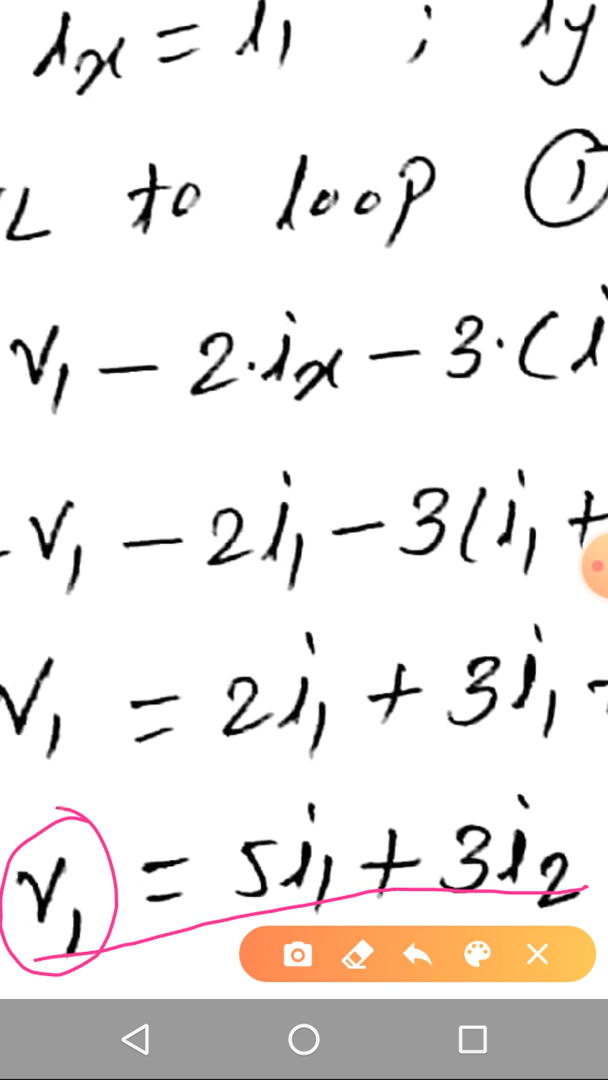 ix = i1 ; iy
L to loop ①
V1 - 2·ix - 3·(i
- V1 - 2i1 - 3(i1 +
V1 = 2i1 + 3i1 +
V1 = 5i1 + 3i2